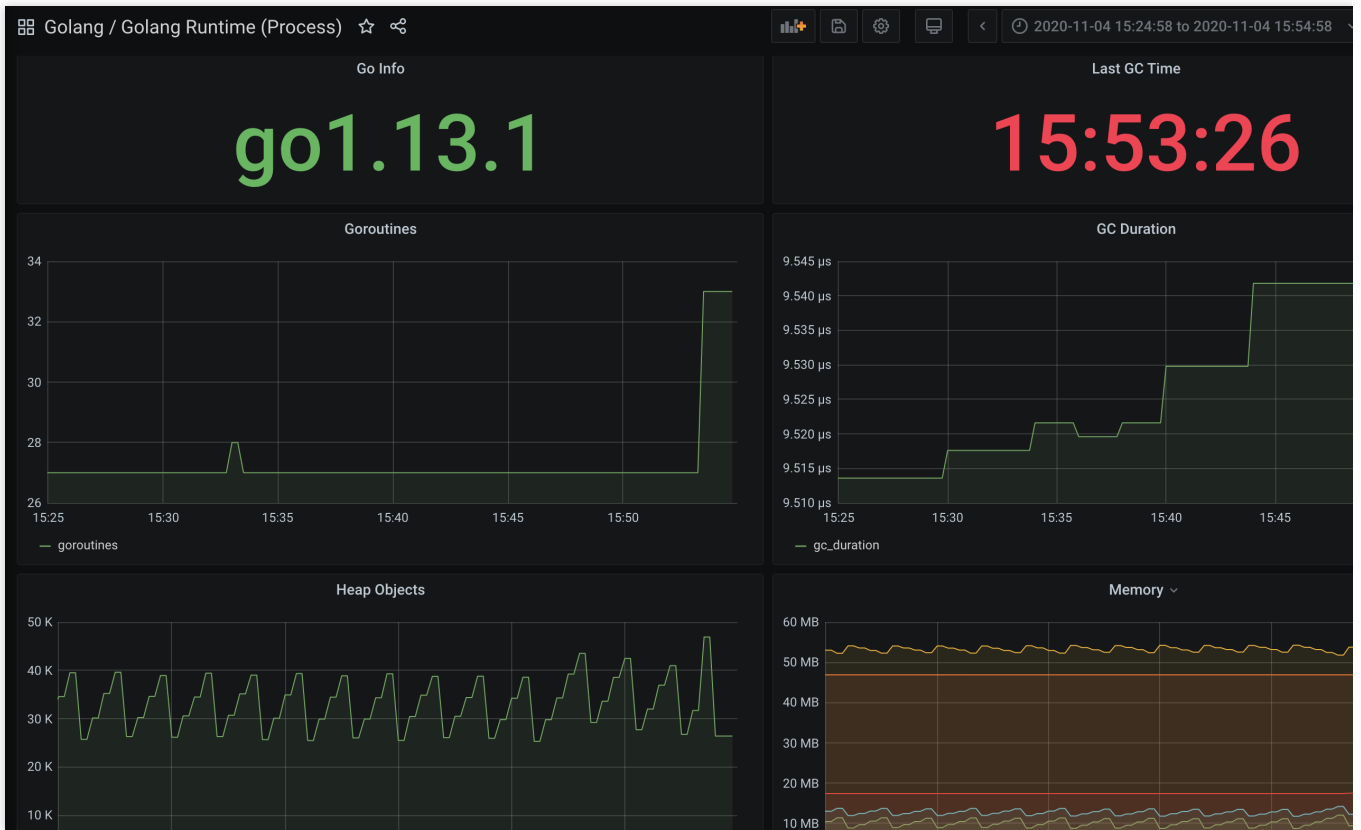 Golang / Golang Runtime (Process)
2020-11-04 15:24:58 to 2020-11-04 15:54:58
Go Info
go1.13.1
Last GC Time
15:53:26
Goroutines
34
32
30
28
26
15:25 15:30 15:35 15:40 15:45 15:50
goroutines
GC Duration
9.545 µs
9.540 µs
9.535 µs
9.530 µs
9.525 µs
9.520 µs
9.515 µs
9.510 µs
15:25 15:30 15:35 15:40 15:45
gc_duration
Heap Objects
50 K
40 K
30 K
20 K
10 K
Memory
60 MB
50 MB
40 MB
30 MB
20 MB
10 MB